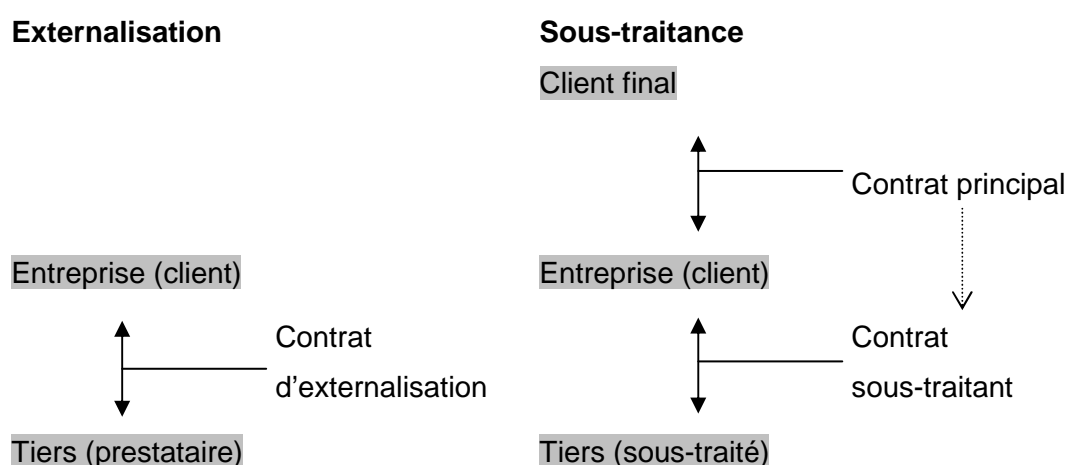 Externalisation
Sous-traitance
Client final
Contrat principal
Entreprise (client)
Entreprise (client)
Contrat
d’externalisation
Contrat
sous-traitant
Tiers (prestataire)
Tiers (sous-traité)